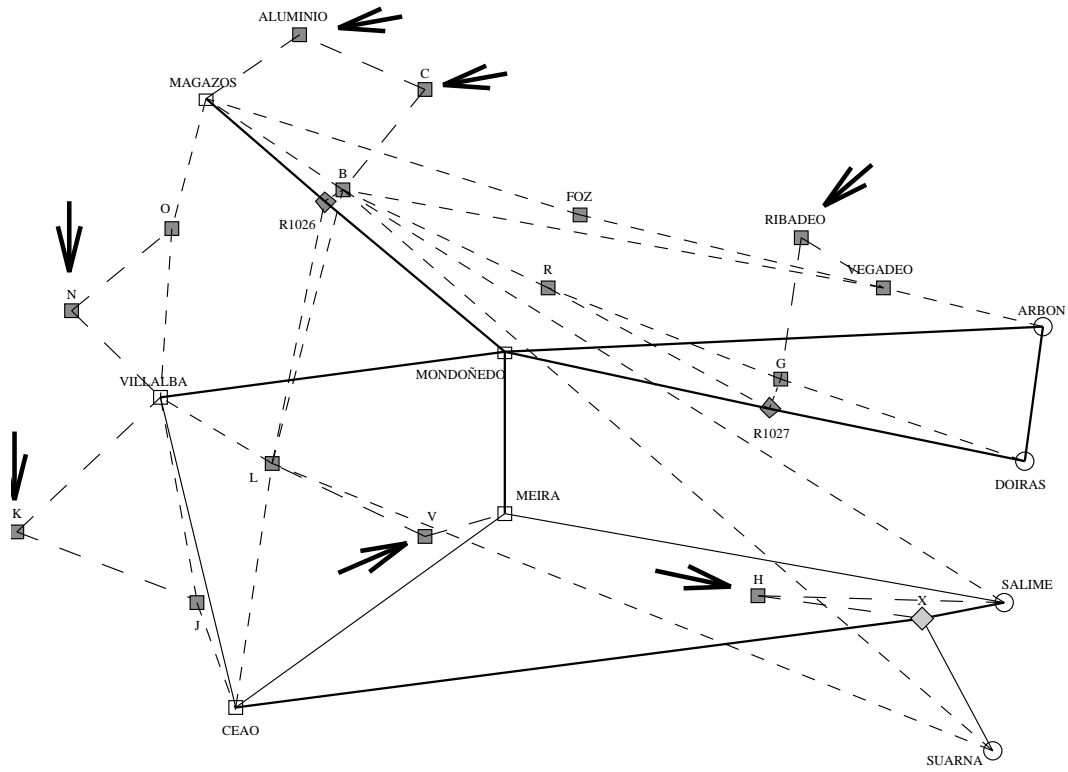 ALUMINIO
C
MAGAZOS
B
FOZ
O
R1026
RIBADEO
R
VEGADEO
N
ARBON
G
MONDOÑEDO
VILLALBA
R1027
L
DOIRAS
MEIRA
K
V
H
SALIME
X
J
CEAO
SUARNA